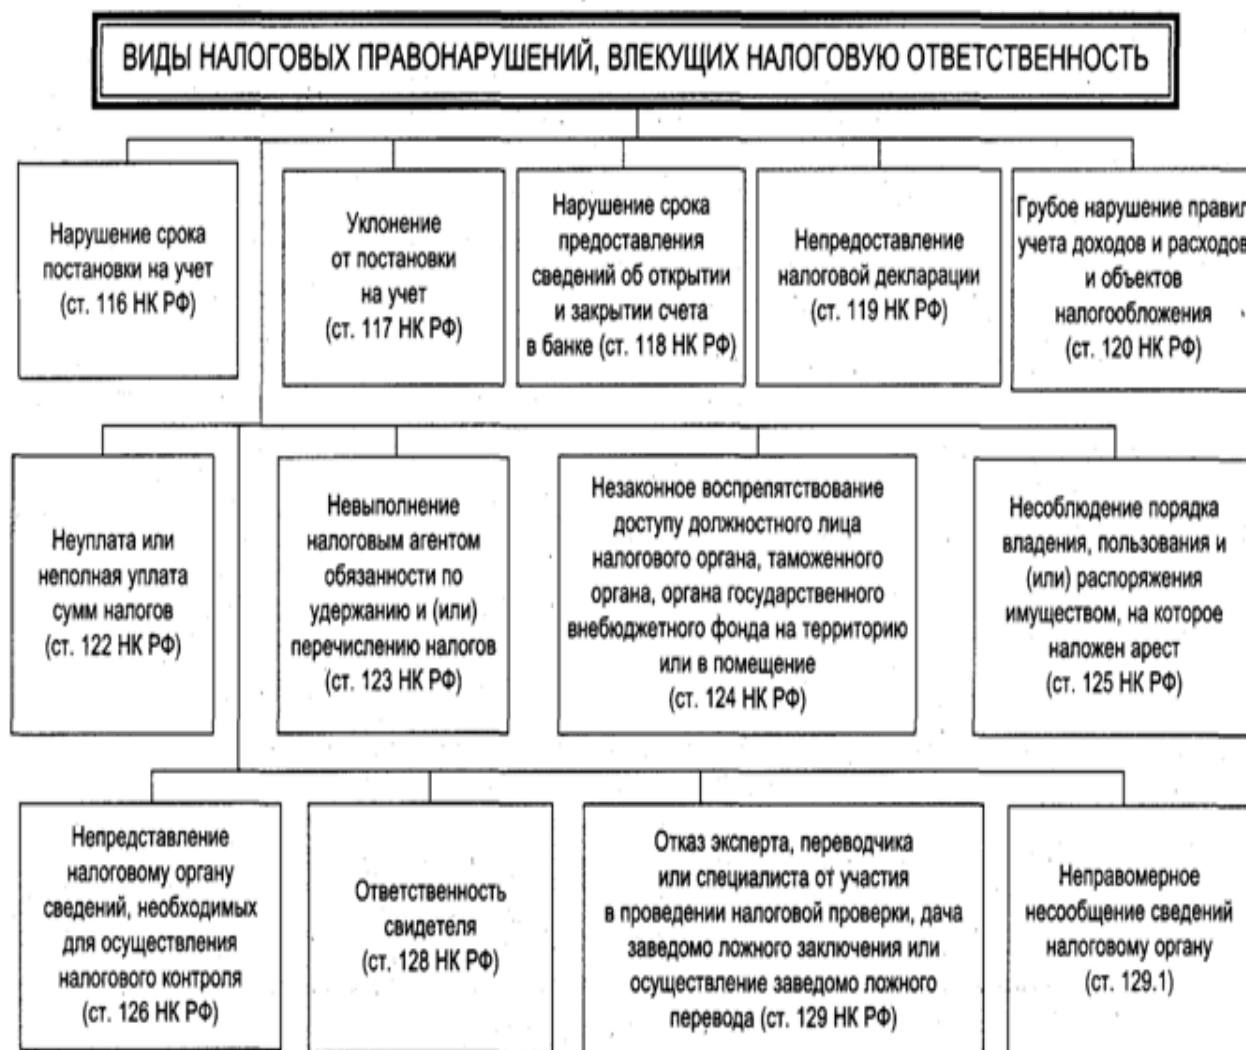 ВИДЫ НАЛОГОВЫХ ПРАВОНАРУШЕНИЙ, ВЛЕКУЩИХ НАЛОГОВУЮ ОТВЕТСТВЕННОСТЬ
Нарушение срока
постановки на учет
(ст. 116 НК РФ)
Уклонение
от постановки
на учет
(ст. 117 НК РФ)
Нарушение срока
предоставления
сведений об открытии
и закрытии счета
в банке (ст. 118 НК РФ)
Непредоставление
налоговой декларации
(ст. 119 НК РФ)
Грубое нарушение правил
учета доходов и расходов
и объектов
налогообложения
(ст. 120 НК РФ)
Неуплата или
неполная уплата
сумм налогов
(ст. 122 НК РФ)
Невыполнение
налоговым агентом
обязанности по
удержанию и (или)
перечислению налогов
(ст. 123 НК РФ)
Незаконное воспрепятствование
доступу должностного лица
налогового органа, таможенного
органа, органа государственного
внебюджетного фонда на территорию
или в помещение
(ст. 124 НК РФ)
Несоблюдение порядка
владения, пользования и
(или) распоряжения
имуществом, на которое
наложен арест
(ст. 125 НК РФ)
Непредставление
налоговому органу
сведений, необходимых
для осуществления
налогового контроля
(ст. 126 НК РФ)
Ответственность
свидетеля
(ст. 128 НК РФ)
Отказ эксперта, переводчика
или специалиста от участия
в проведении налоговой проверки, дача
заведомо ложного заключения или
осуществление заведомо ложного
перевода (ст. 129 НК РФ)
Неправомерное
несообщение сведений
налоговому органу
(ст. 129.1)